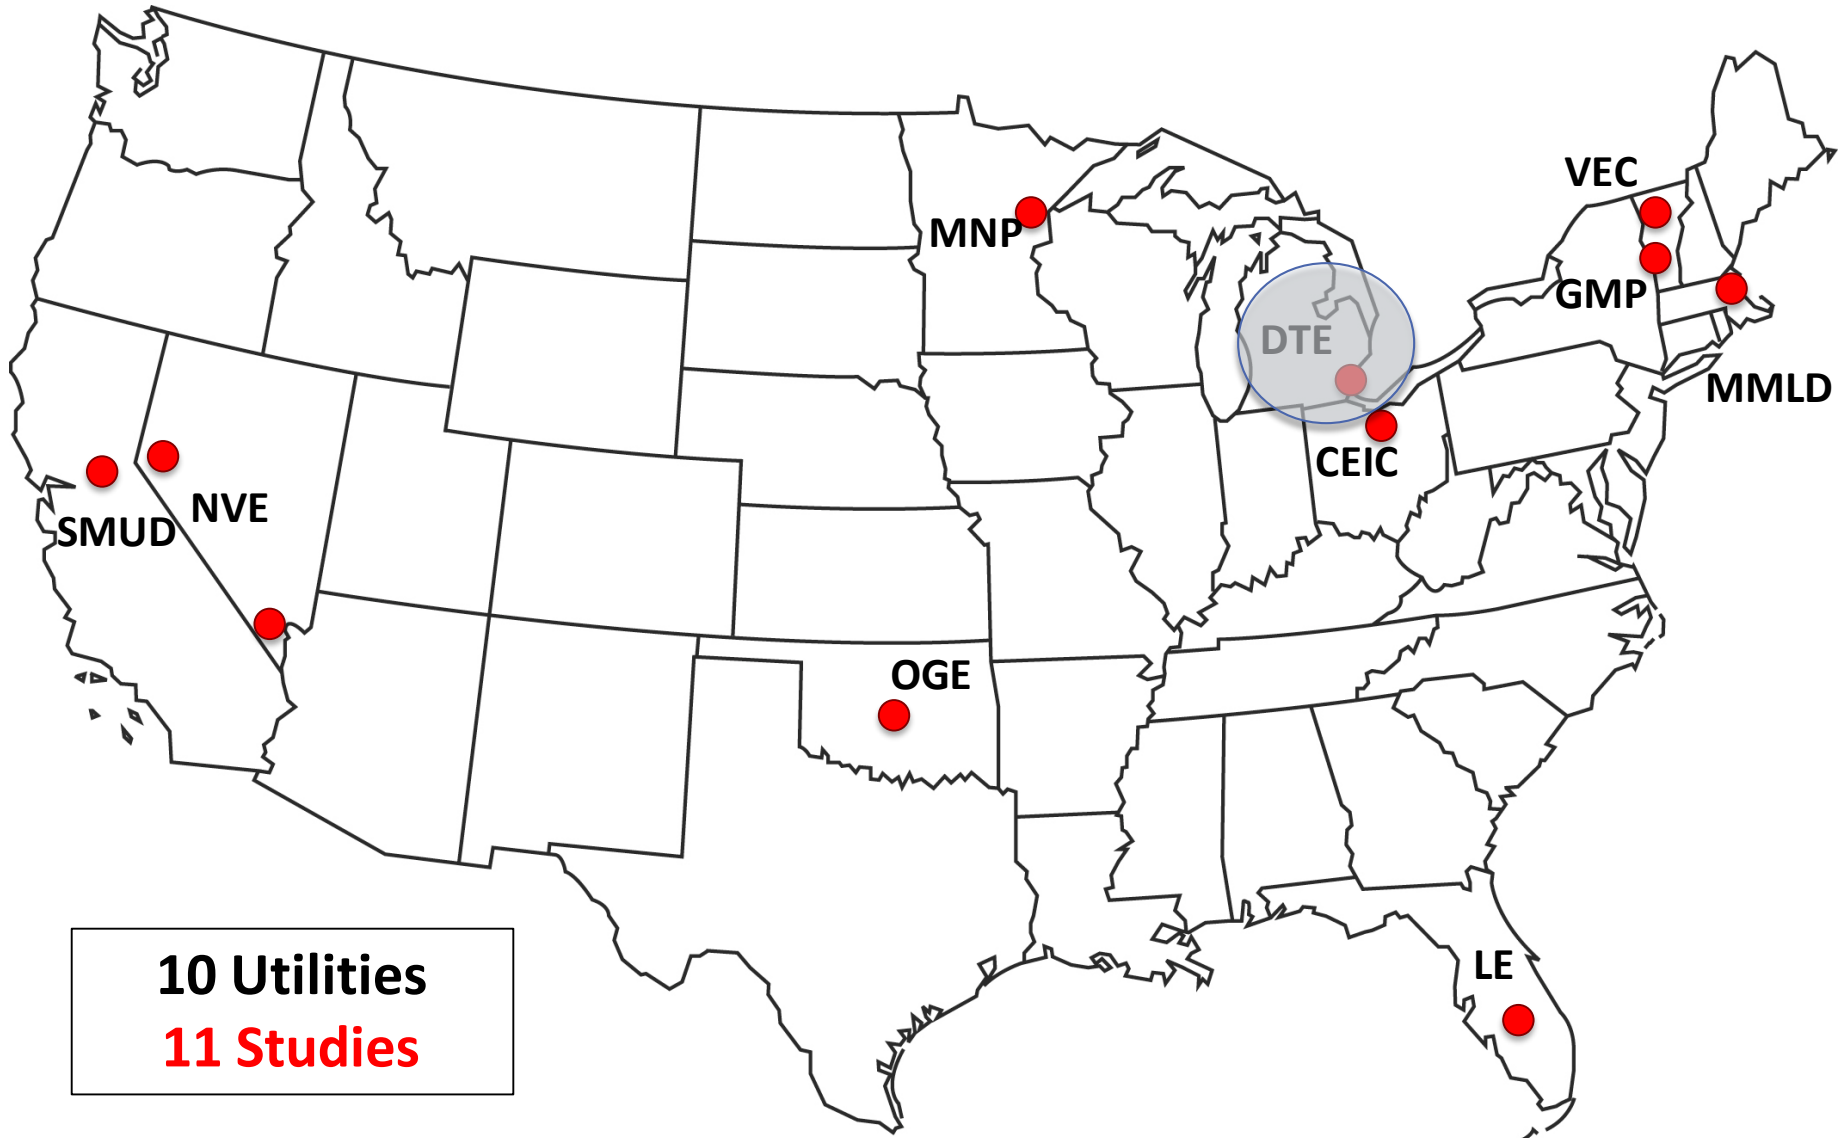 VEC
MNP
GMP
DTE
MMLD
CEIC
NVE
SMUD
OGE
LE
10 Utilities
11 Studies